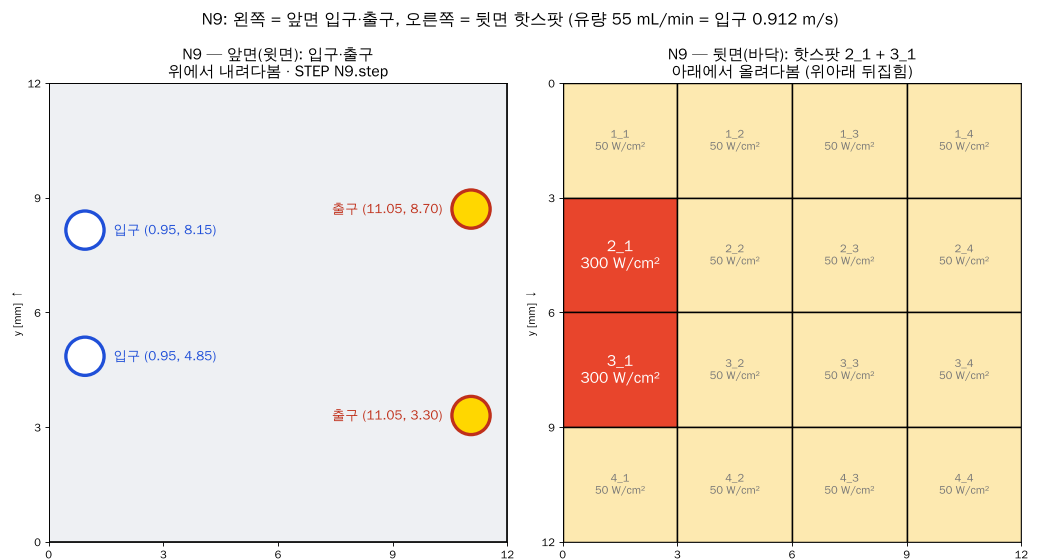 N9: 왼쪽 = 앞면 입구·출구, 오른쪽 = 뒷면 핫스팟 (유량 55 mL/min = 입구 0.912 m/s)
N9 — 앞면(윗면): 입구·출구
위에서 내려다봄 · STEP N9.step
12
9
6
3
0
0
3
6
9
12
y [mm] ↑
출구 (11.05, 8.70)
입구 (0.95, 8.15)
입구 (0.95, 4.85)
출구 (11.05, 3.30)
N9 — 뒷면(바닥): 핫스팟 2_1 + 3_1
아래에서 올려다봄 (위아래 뒤집힘)
0
3
6
9
12
0
3
6
9
12
y [mm] ↓
1_1
50 W/cm²
1_2
50 W/cm²
1_3
50 W/cm²
1_4
50 W/cm²
2_1
300 W/cm²
2_2
50 W/cm²
2_3
50 W/cm²
2_4
50 W/cm²
3_1
300 W/cm²
3_2
50 W/cm²
3_3
50 W/cm²
3_4
50 W/cm²
4_1
50 W/cm²
4_2
50 W/cm²
4_3
50 W/cm²
4_4
50 W/cm²